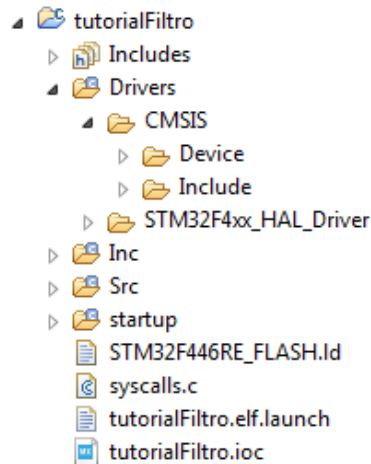 tutorialFiltro
Includes
Drivers
CMSIS
Device
Include
STM32F4xx_HAL_Driver
Inc
Src
startup
STM32F446RE_FLASH.ld
syscalls.c
tutorialFiltro.elf.launch
tutorialFiltro.ioc